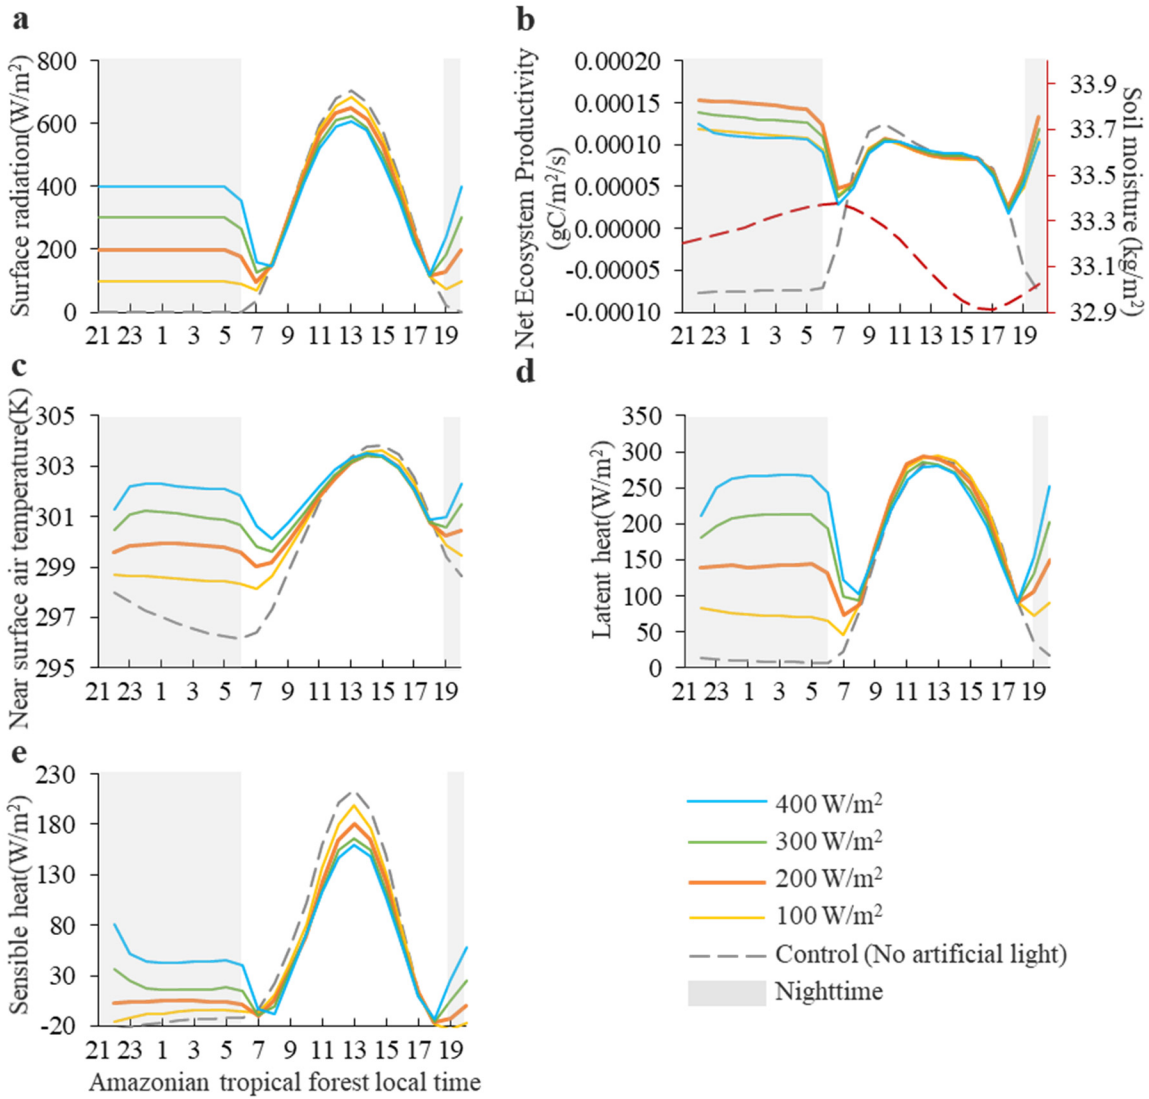 a
Surface radiation(W/m²)
800
600
400
200
0
21 23 1 3 5 7 9 11 13 15 17 19
b
Net Ecosystem Productivity
(gC/m²/s)
0.00020
0.00015
0.00010
0.00005
0.00000
-0.00005
-0.00010
21 23 1 3 5 7 9 11 13 15 17 19
33.9
33.7
33.5
33.3
33.1
32.9
Soil moisture (kg/m²)
c
Near surface air temperature(K)
305
303
301
299
297
295
21 23 1 3 5 7 9 11 13 15 17 19
d
Latent heat(W/m²)
350
300
250
200
150
100
50
0
21 23 1 3 5 7 9 11 13 15 17 19
e
Sensible heat(W/m²)
230
180
130
80
30
-20
21 23 1 3 5 7 9 11 13 15 17 19
Amazonian tropical forest local time
400 W/m²
300 W/m²
200 W/m²
100 W/m²
Control (No artificial light)
Nighttime